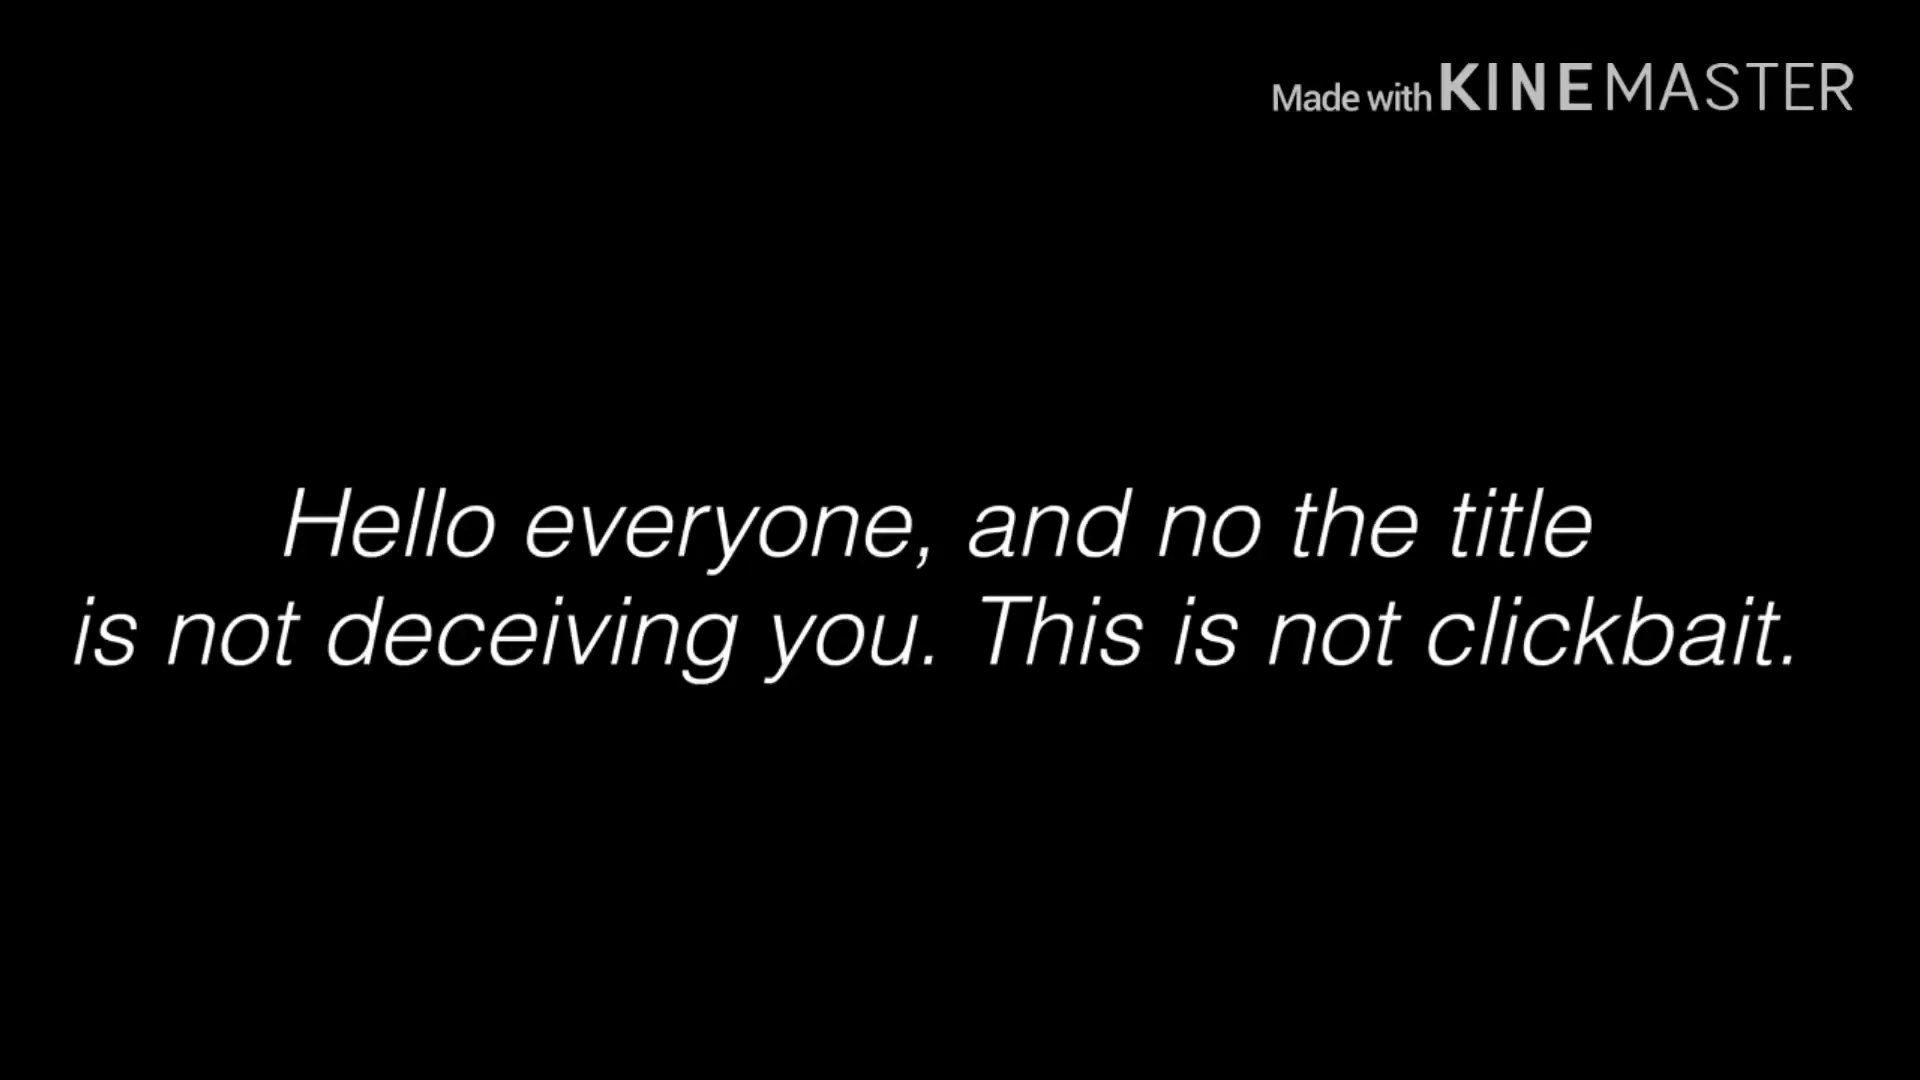 Made with KINEMASTER
Hello everyone, and no the title
is not deceiving you. This is not clickbait.